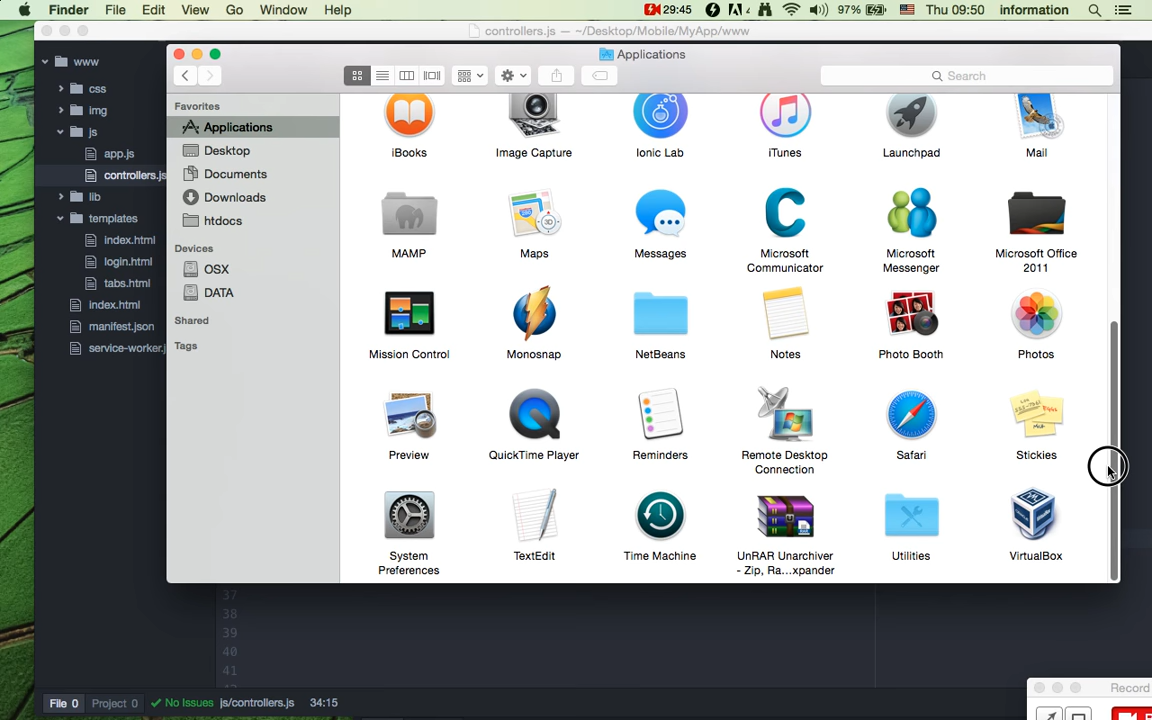 Finder File Edit View Go Window Help 29:45 4 97% Thu 09:50 information
controllers.js — ~/Desktop/Mobile/MyApp/www
Applications
Search
www
css
img
js
app.js
controllers.js
lib
templates
index.html
login.html
tabs.html
index.html
manifest.json
service-worker.j
Favorites
Applications
Desktop
Documents
Downloads
htdocs
Devices
OSX
DATA
Shared
Tags
iBooks Image Capture Ionic Lab iTunes Launchpad Mail
MAMP Maps Messages Microsoft Communicator Microsoft Messenger Microsoft Office 2011
Mission Control Monosnap NetBeans Notes Photo Booth Photos
Preview QuickTime Player Reminders Remote Desktop Connection Safari Stickies
System Preferences TextEdit Time Machine UnRAR Unarchiver - Zip, Ra...xpander Utilities VirtualBox
37
38
39
40
41
File 0 Project 0 No Issues js/controllers.js 34:15
Record